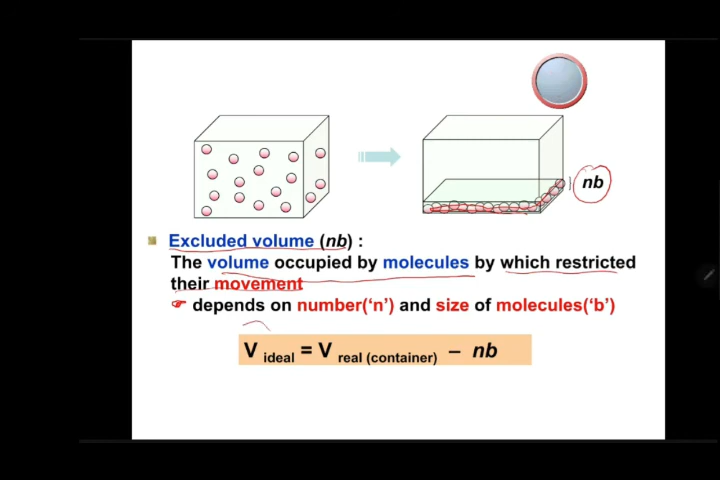 nb
Excluded volume (nb) :
The volume occupied by molecules by which restricted
their movement
☞ depends on number(‘n’) and size of molecules(‘b’)
V ideal = V real (container) – nb